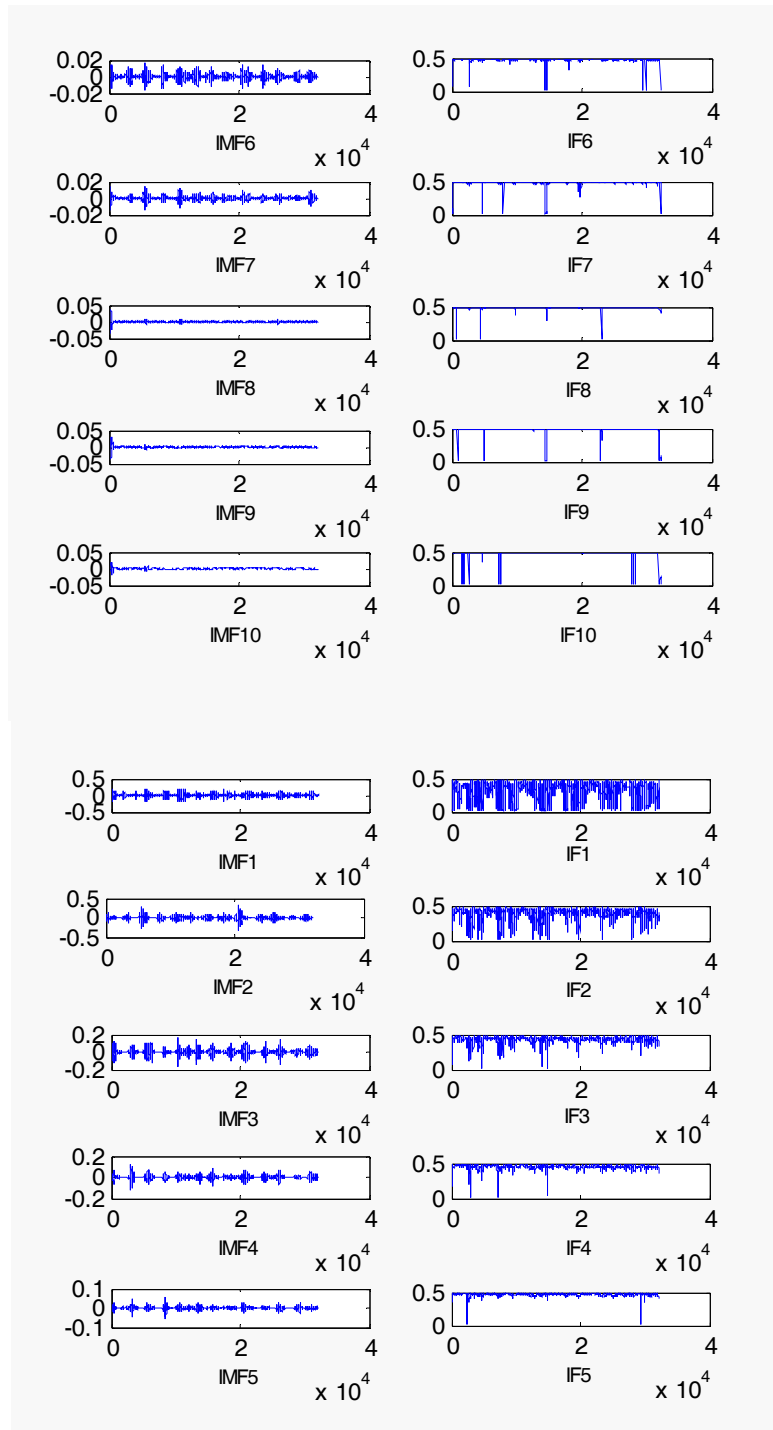 0.02
0
-0.02
0 2 4
IMF6
x 10^4
0.5
0
0 2 4
IF6
x 10^4
0.02
0
-0.02
0 2 4
IMF7
x 10^4
0.5
0
0 2 4
IF7
x 10^4
0.05
0
-0.05
0 2 4
IMF8
x 10^4
0.5
0
0 2 4
IF8
x 10^4
0.05
0
-0.05
0 2 4
IMF9
x 10^4
0.5
0
0 2 4
IF9
x 10^4
0.05
0
-0.05
0 2 4
IMF10
x 10^4
0.5
0
0 2 4
IF10
x 10^4
0.5
0
-0.5
0 2 4
IMF1
x 10^4
0.5
0
0 2 4
IF1
x 10^4
0.5
0
-0.5
0 2 4
IMF2
x 10^4
0.5
0
0 2 4
IF2
x 10^4
0.2
0
-0.2
0 2 4
IMF3
x 10^4
0.5
0
0 2 4
IF3
x 10^4
0.2
0
-0.2
0 2 4
IMF4
x 10^4
0.5
0
0 2 4
IF4
x 10^4
0.1
0
-0.1
0 2 4
IMF5
x 10^4
0.5
0
0 2 4
IF5
x 10^4